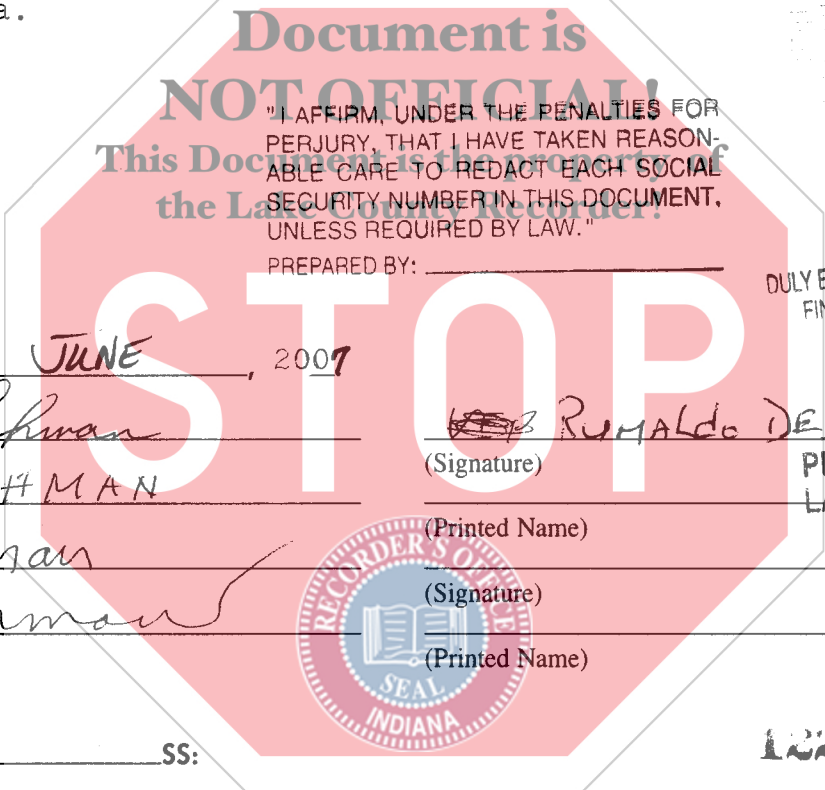 a.
Document is
NOT OFFICIAL!
This Document is the property of
the Lake County Recorder!
"I AFFIRM, UNDER THE PENALTIES FOR
PERJURY, THAT I HAVE TAKEN REASON-
ABLE CARE TO REDACT EACH SOCIAL
SECURITY NUMBER IN THIS DOCUMENT,
UNLESS REQUIRED BY LAW."
PREPARED BY:
DULY E
FIN
STOP
JUNE, 2007
RUMALdo DE
(Signature)
HMAN
(Printed Name)
(Signature)
(Printed Name)
RECORDER'S OFFICE
SEAL
INDIANA
SS: